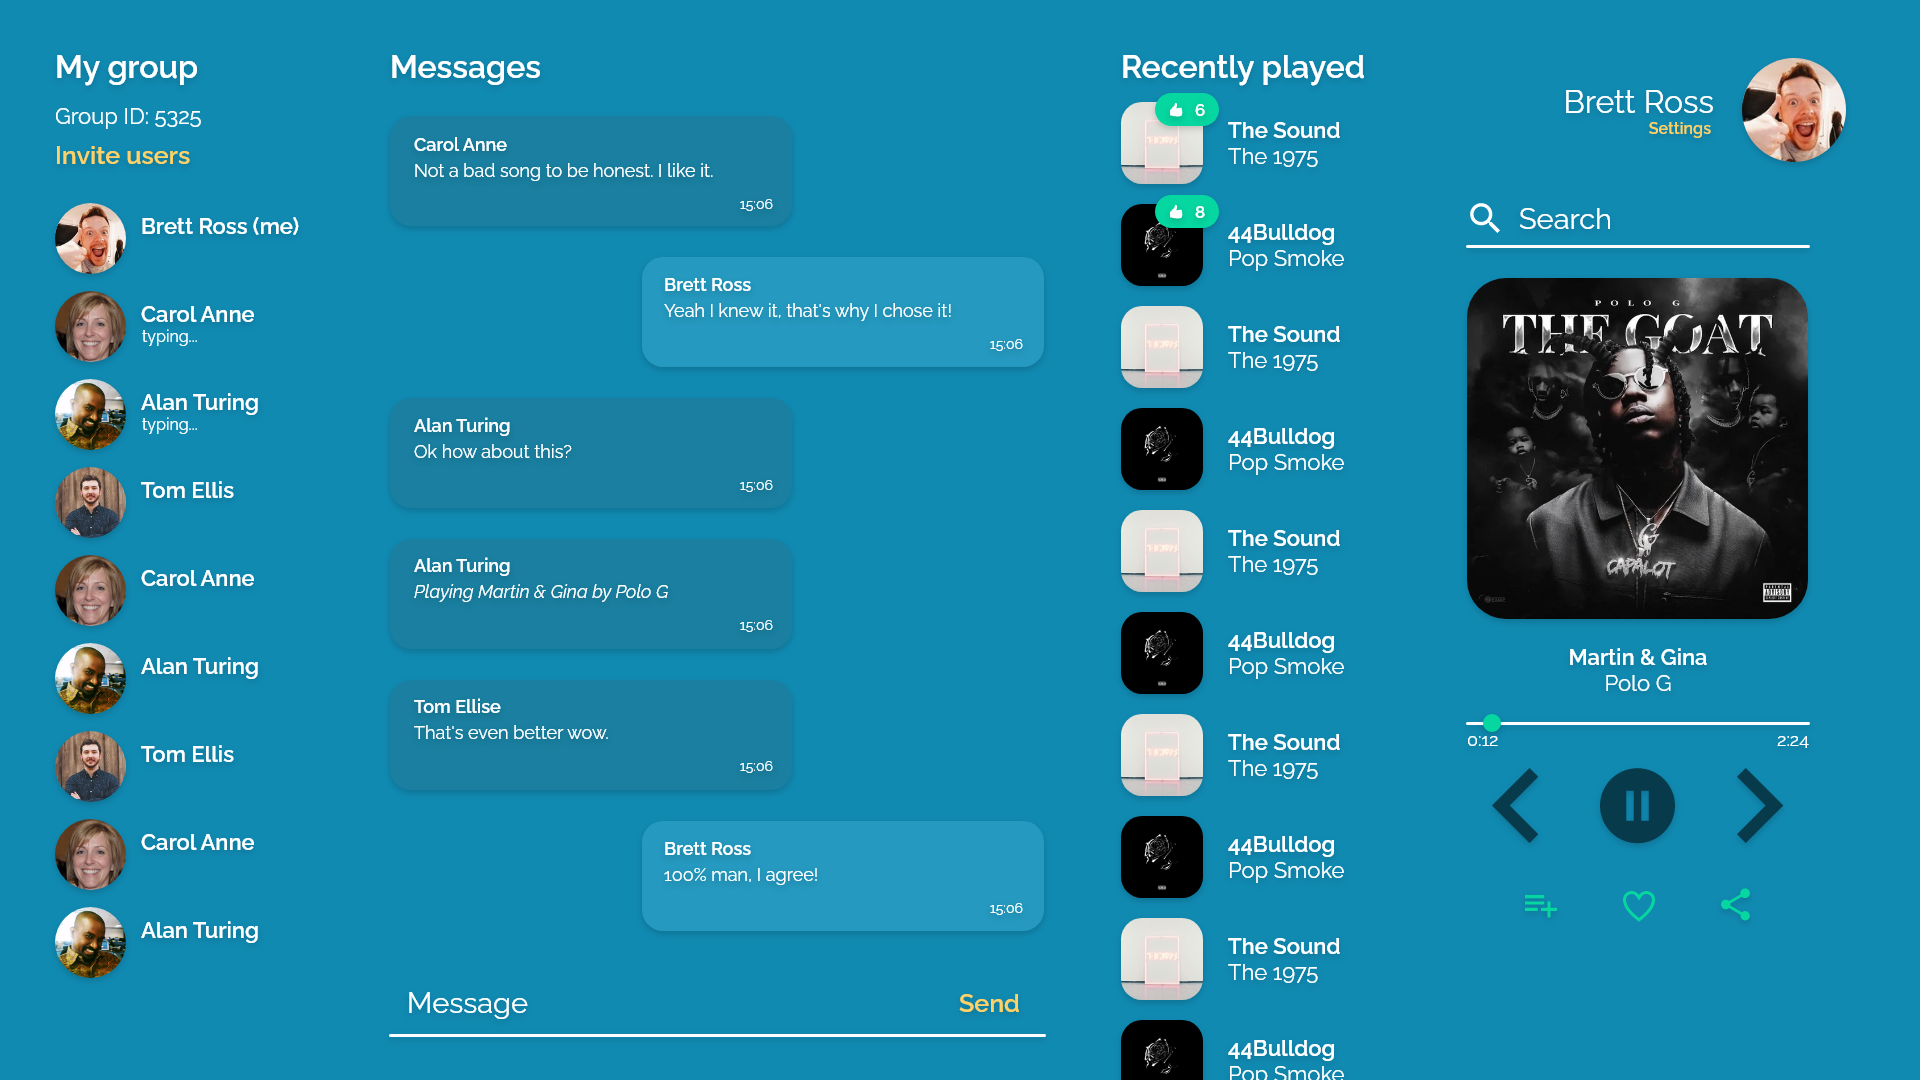 My group
Group ID: 5325
Invite users
Brett Ross (me)
Carol Anne
typing...
Alan Turing
typing...
Tom Ellis
Carol Anne
Alan Turing
Tom Ellis
Carol Anne
Alan Turing
Messages
Carol Anne
Not a bad song to be honest. I like it.
15:06
Brett Ross
Yeah I knew it, that's why I chose it!
15:06
Alan Turing
Ok how about this?
15:06
Alan Turing
Playing Martin & Gina by Polo G
15:06
Tom Ellise
That's even better wow.
15:06
Brett Ross
100% man, I agree!
15:06
Message
Send
Recently played
6
The Sound
The 1975
8
44Bulldog
Pop Smoke
The Sound
The 1975
44Bulldog
Pop Smoke
The Sound
The 1975
44Bulldog
Pop Smoke
The Sound
The 1975
44Bulldog
Pop Smoke
The Sound
The 1975
44Bulldog
Pop Smoke
Brett Ross
Settings
Search
POLO G
THE GOAT
CAPALOT
ADVISORY
Martin & Gina
Polo G
0:12
2:24